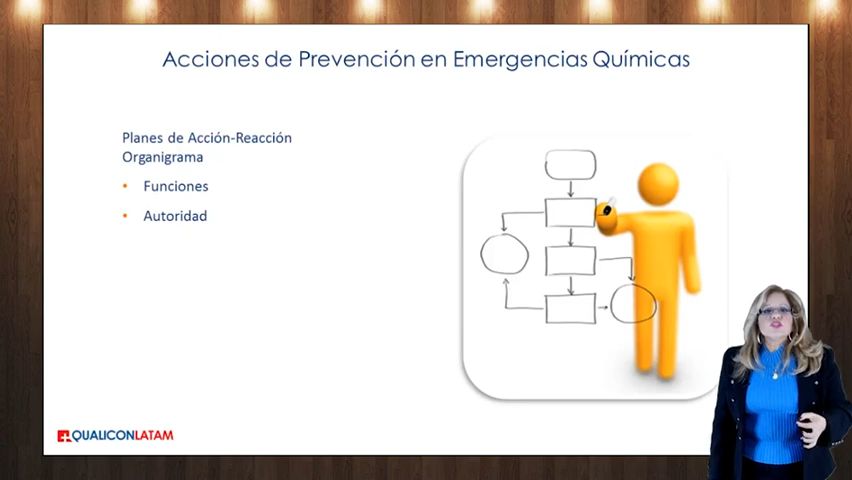 Acciones de Prevención en Emergencias Químicas
Planes de Acción-Reacción
Organigrama
• Funciones
• Autoridad
QUALICONLATAM